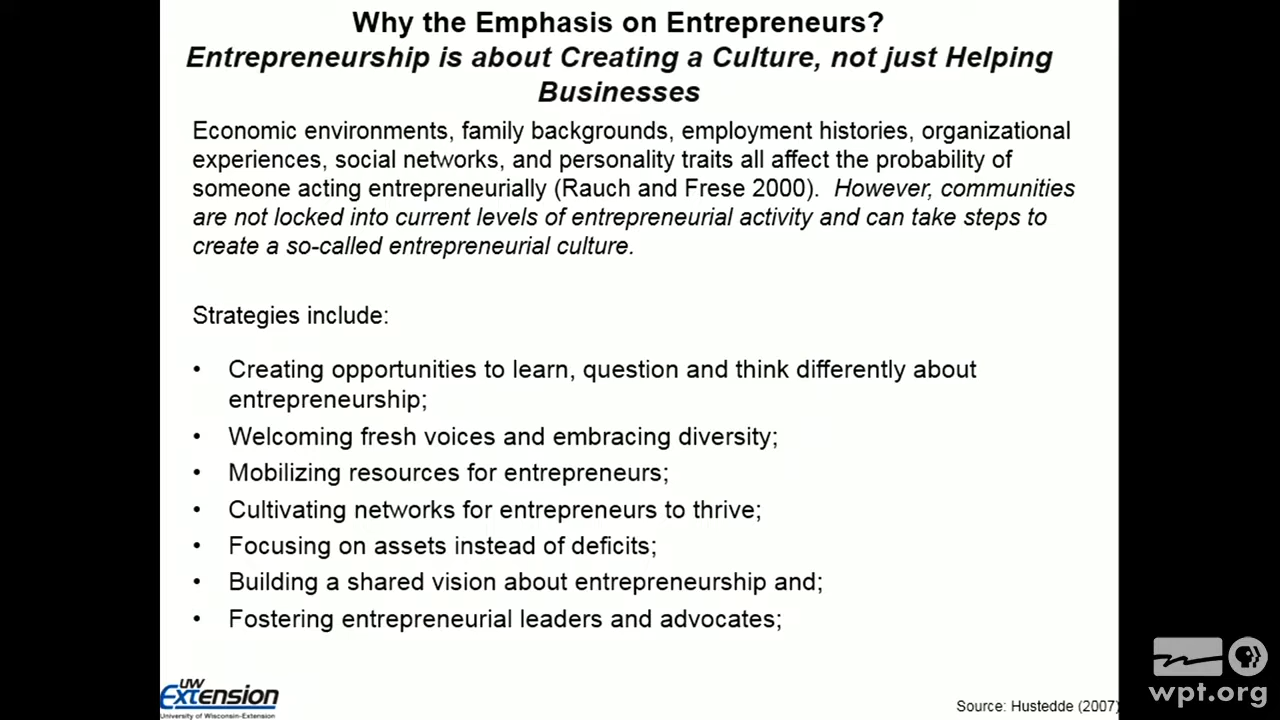 Why the Emphasis on Entrepreneurs?
Entrepreneurship is about Creating a Culture, not just Helping
Businesses
Economic environments, family backgrounds, employment histories, organizational
experiences, social networks, and personality traits all affect the probability of
someone acting entrepreneurially (Rauch and Frese 2000).  However, communities
are not locked into current levels of entrepreneurial activity and can take steps to
create a so-called entrepreneurial culture.
Strategies include:
• Creating opportunities to learn, question and think differently about
entrepreneurship;
• Welcoming fresh voices and embracing diversity;
• Mobilizing resources for entrepreneurs;
• Cultivating networks for entrepreneurs to thrive;
• Focusing on assets instead of deficits;
• Building a shared vision about entrepreneurship and;
• Fostering entrepreneurial leaders and advocates;
UW
Extension
University of Wisconsin-Extension
Source: Hustedde (2007)
wpt.org